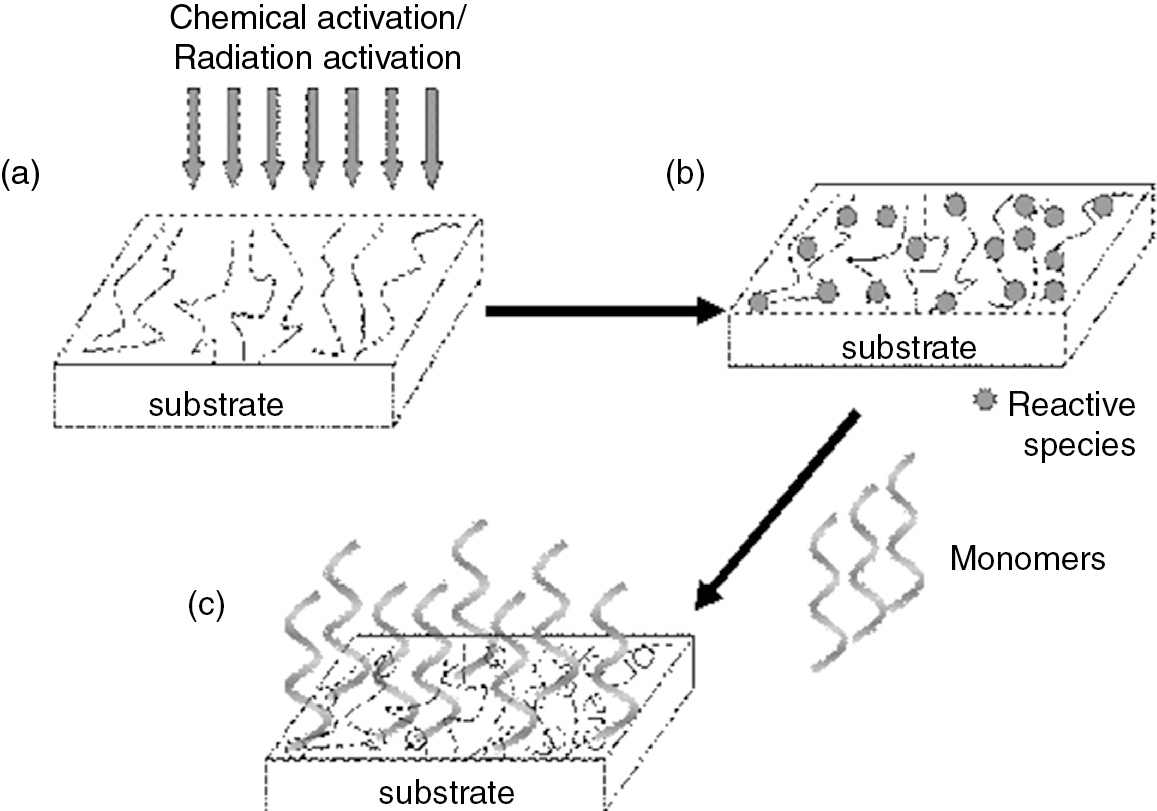 Chemical activation/
Radiation activation
(a)
substrate
(b)
substrate
Reactive
species
Monomers
(c)
substrate